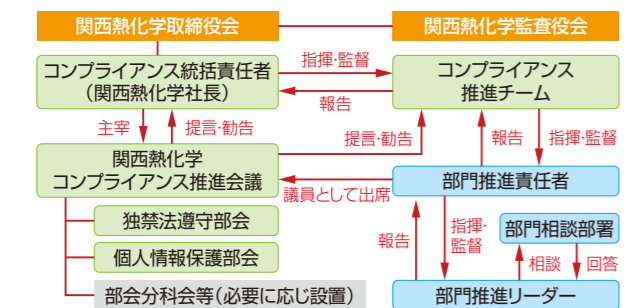 関西熱化学取締役会
関西熱化学監査役会
コンプライアンス統括責任者
（関西熱化学社長）
指揮・監督
報告
コンプライアンス
推進チーム
主宰
提言・勧告
提言・勧告
報告
指揮・監督
関西熱化学
コンプライアンス推進会議
議員として出席
部門推進責任者
独禁法遵守部会
個人情報保護部会
部会分科会等（必要に応じ設置）
報告
指揮・
監督
部門相談部署
相談
回答
部門推進リーダー